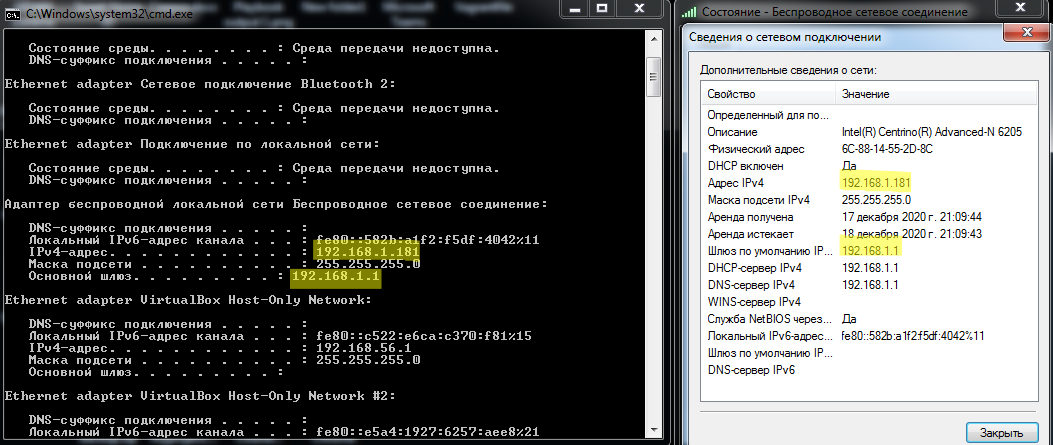 C:\Windows\system32\cmd.exe
Состояние среды. . . . . . . . : Среда передачи недоступна.
DNS-суффикс подключения . . . . . :
Ethernet adapter Сетевое подключение Bluetooth 2:
Состояние среды. . . . . . . . : Среда передачи недоступна.
DNS-суффикс подключения . . . . . :
Ethernet adapter Подключение по локальной сети:
Состояние среды. . . . . . . . : Среда передачи недоступна.
DNS-суффикс подключения . . . . . :
Адаптер беспроводной локальной сети Беспроводное сетевое соединение:
DNS-суффикс подключения . . . . . :
Локальный IPv6-адрес канала . . . : fe80::582b:a1f2:f5df:4042%11
IPv4-адрес. . . . . . . . . . . . : 192.168.1.181
Маска подсети . . . . . . . . . . : 255.255.255.0
Основной шлюз. . . . . . . . . : 192.168.1.1
Ethernet adapter VirtualBox Host-Only Network:
DNS-суффикс подключения . . . . . :
Локальный IPv6-адрес канала . . . : fe80::c522:e6ca:c370:f81%15
IPv4-адрес. . . . . . . . . . . . : 192.168.56.1
Маска подсети . . . . . . . . . . : 255.255.255.0
Основной шлюз. . . . . . . . . :
Ethernet adapter VirtualBox Host-Only Network #2:
DNS-суффикс подключения . . . . . :
Локальный IPv6-адрес канала . . . : fe80::e5a4:1927:6257:aee8%21
Состояние - Беспроводное сетевое соединение
Сведения о сетевом подключении
Дополнительные сведения о сети:
Свойство Значение
Определенный для по...
Описание Intel(R) Centrino(R) Advanced-N 6205
Физический адрес 6C-88-14-55-2D-8C
DHCP включен Да
Адрес IPv4 192.168.1.181
Маска подсети IPv4 255.255.255.0
Аренда получена 17 декабря 2020 г. 21:09:44
Аренда истекает 18 декабря 2020 г. 21:09:43
Шлюз по умолчанию IP... 192.168.1.1
DHCP-сервер IPv4 192.168.1.1
DNS-сервер IPv4 192.168.1.1
WINS-сервер IPv4
Служба NetBIOS через... Да
Локальный IPv6-адрес... fe80::582b:a1f2:f5df:4042%11
Шлюз по умолчанию IP...
DNS-сервер IPv6
Закрыть